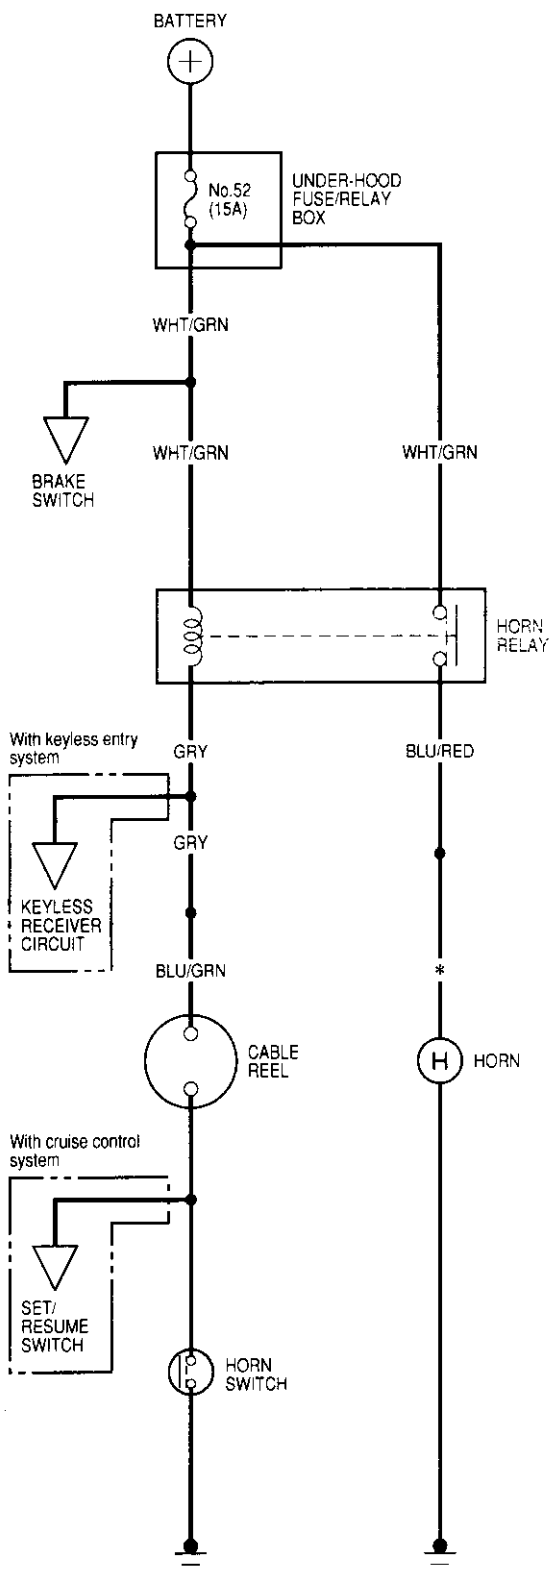 BATTERY
No.52
(15A)
UNDER-HOOD
FUSE/RELAY
BOX
WHT/GRN
WHT/GRN
WHT/GRN
BRAKE
SWITCH
HORN
RELAY
With keyless entry
system
GRY
BLU/RED
GRY
KEYLESS
RECEIVER
CIRCUIT
BLU/GRN
*
CABLE
REEL
H
HORN
With cruise control
system
SET/
RESUME
SWITCH
HORN
SWITCH